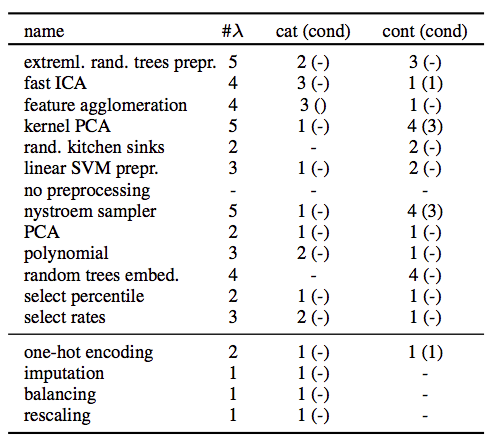 name #λ cat (cond) cont (cond)
extreml. rand. trees prepr. 5 2 (-) 3 (-)
fast ICA 4 3 (-) 1 (1)
feature agglomeration 4 3 () 1 (-)
kernel PCA 5 1 (-) 4 (3)
rand. kitchen sinks 2 - 2 (-)
linear SVM prepr. 3 1 (-) 2 (-)
no preprocessing - - -
nystroem sampler 5 1 (-) 4 (3)
PCA 2 1 (-) 1 (-)
polynomial 3 2 (-) 1 (-)
random trees embed. 4 - 4 (-)
select percentile 2 1 (-) 1 (-)
select rates 3 2 (-) 1 (-)
one-hot encoding 2 1 (-) 1 (1)
imputation 1 1 (-) -
balancing 1 1 (-) -
rescaling 1 1 (-) -